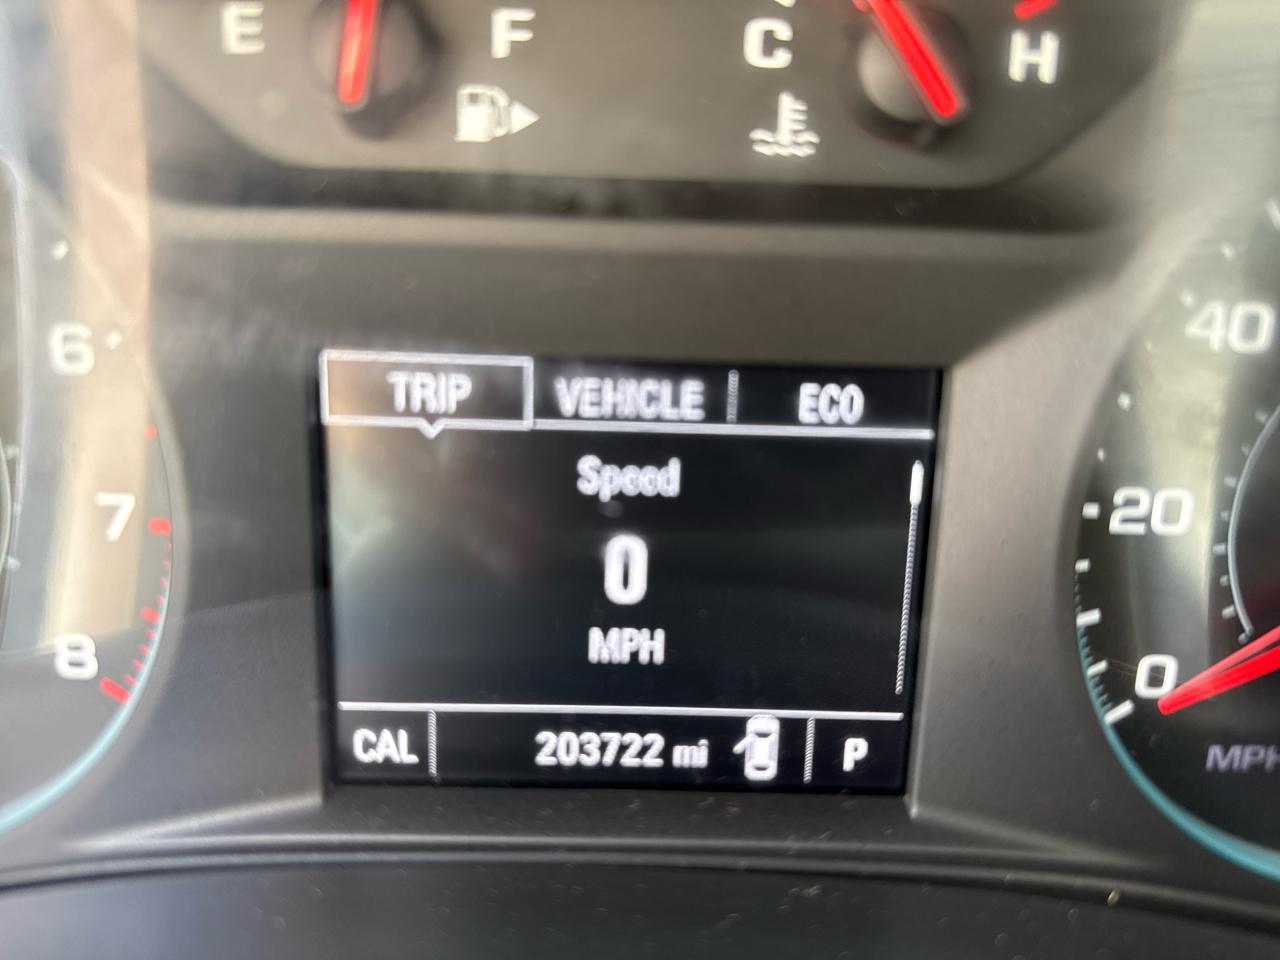 E F C H
40
6
TRIP VEHICLE ECO
Speed
20
7
0
MPH
0
8
CAL 203722 mi P
MPH